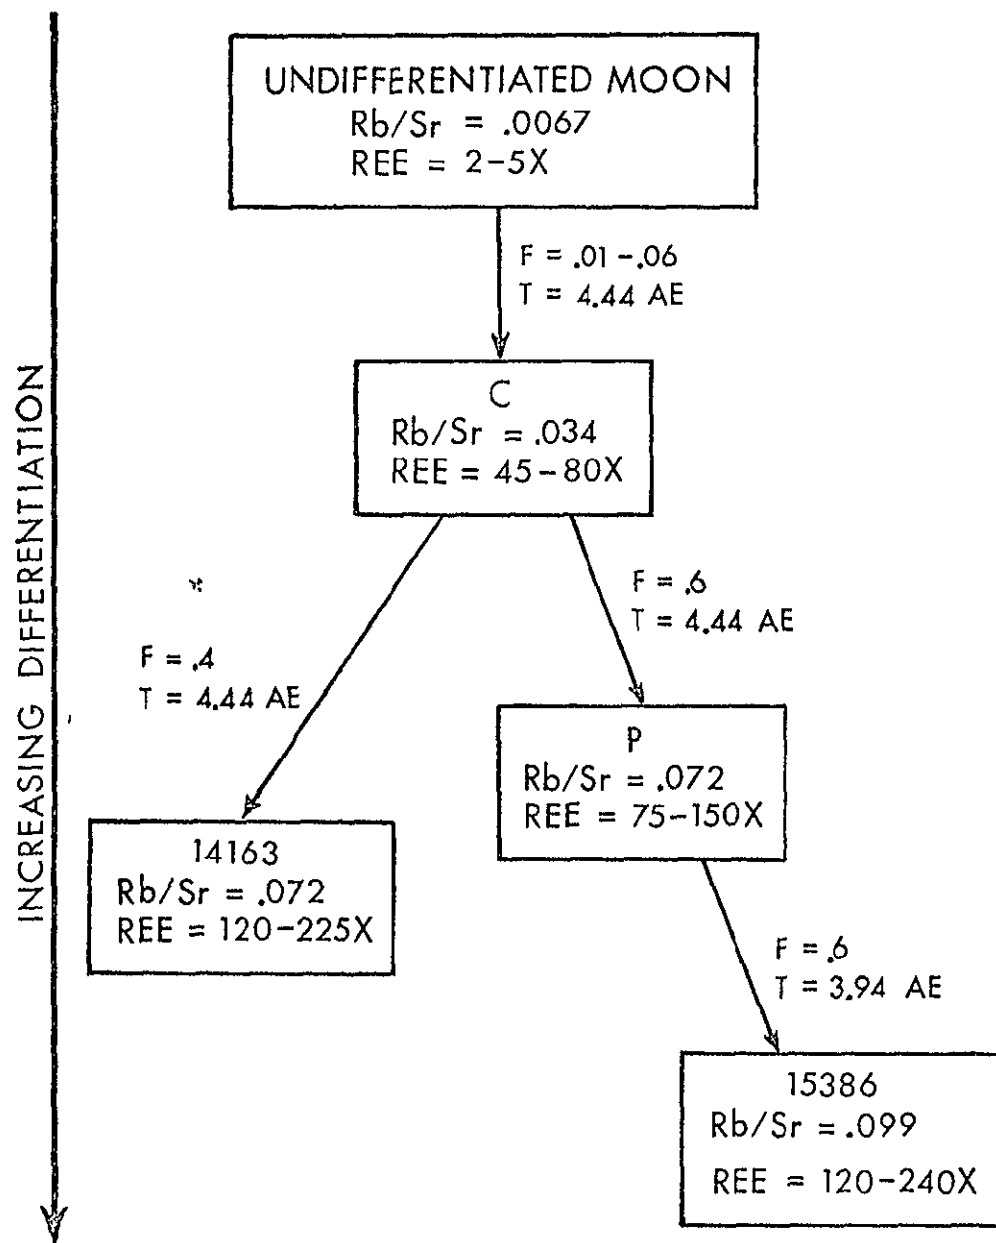 INCREASING DIFFERENTIATION
UNDIFFERENTIATED MOON
Rb/Sr = .0067
REE = 2-5X
F = .01-.06
T = 4.44 AE
C
Rb/Sr = .034
REE = 45-80X
F = .4
T = 4.44 AE
F = .6
T = 4.44 AE
14163
Rb/Sr = .072
REE = 120-225X
P
Rb/Sr = .072
REE = 75-150X
F = .6
T = 3.94 AE
15386
Rb/Sr = .099
REE = 120-240X